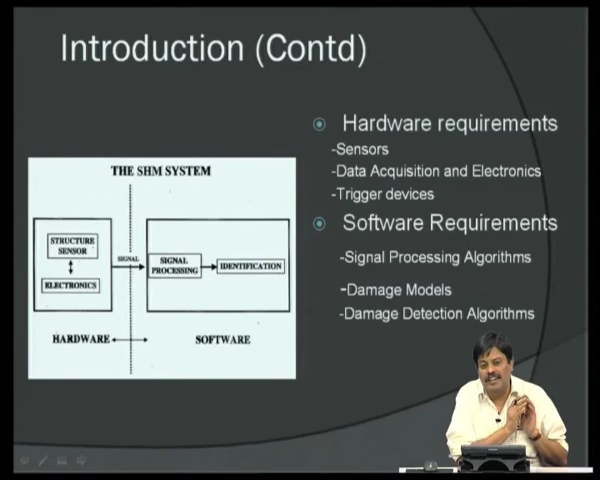 Introduction (Contd)
THE SHM SYSTEM
STRUCTURE
SENSOR
ELECTRONICS
SIGNAL
SIGNAL
PROCESSING
IDENTIFICATION
HARDWARE
SOFTWARE
Hardware requirements
-Sensors
-Data Acquisition and Electronics
-Trigger devices
Software Requirements
-Signal Processing Algorithms
-Damage Models
-Damage Detection Algorithms